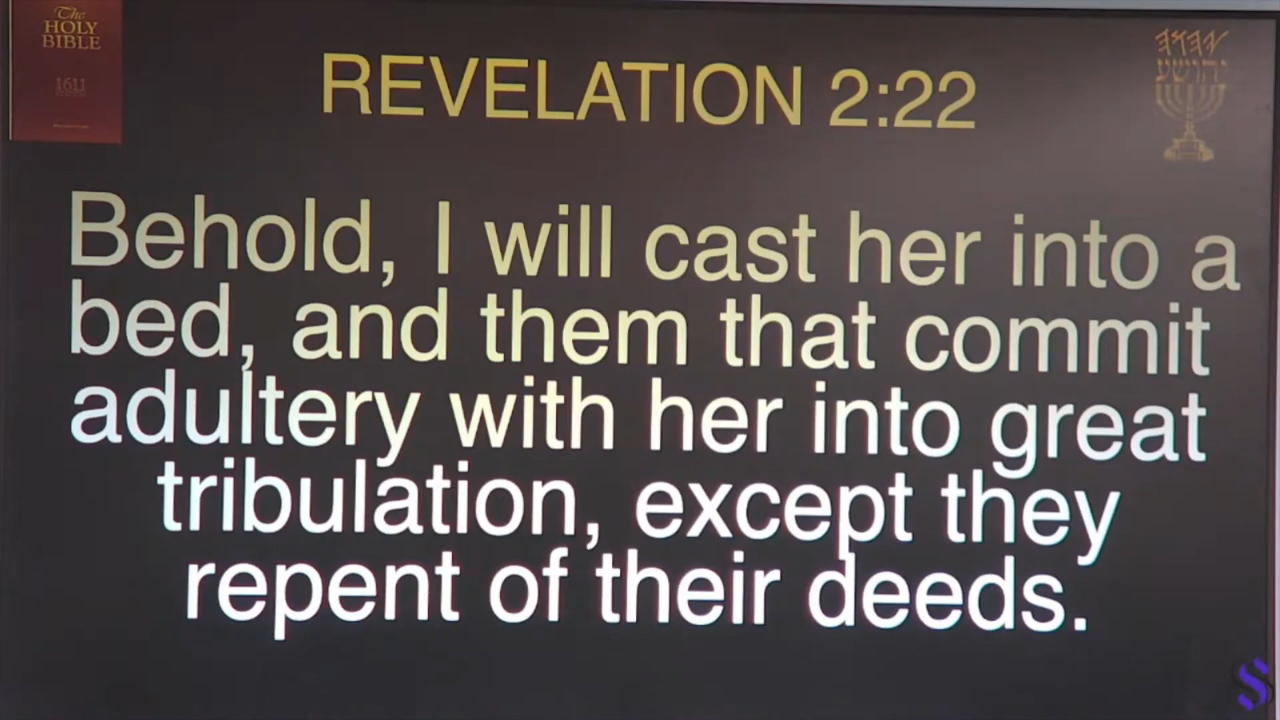 The
HOLY
BIBLE
1611
REVELATION 2:22
Behold, I will cast her into a
bed, and them that commit
adultery with her into great
tribulation, except they
repent of their deeds.
S